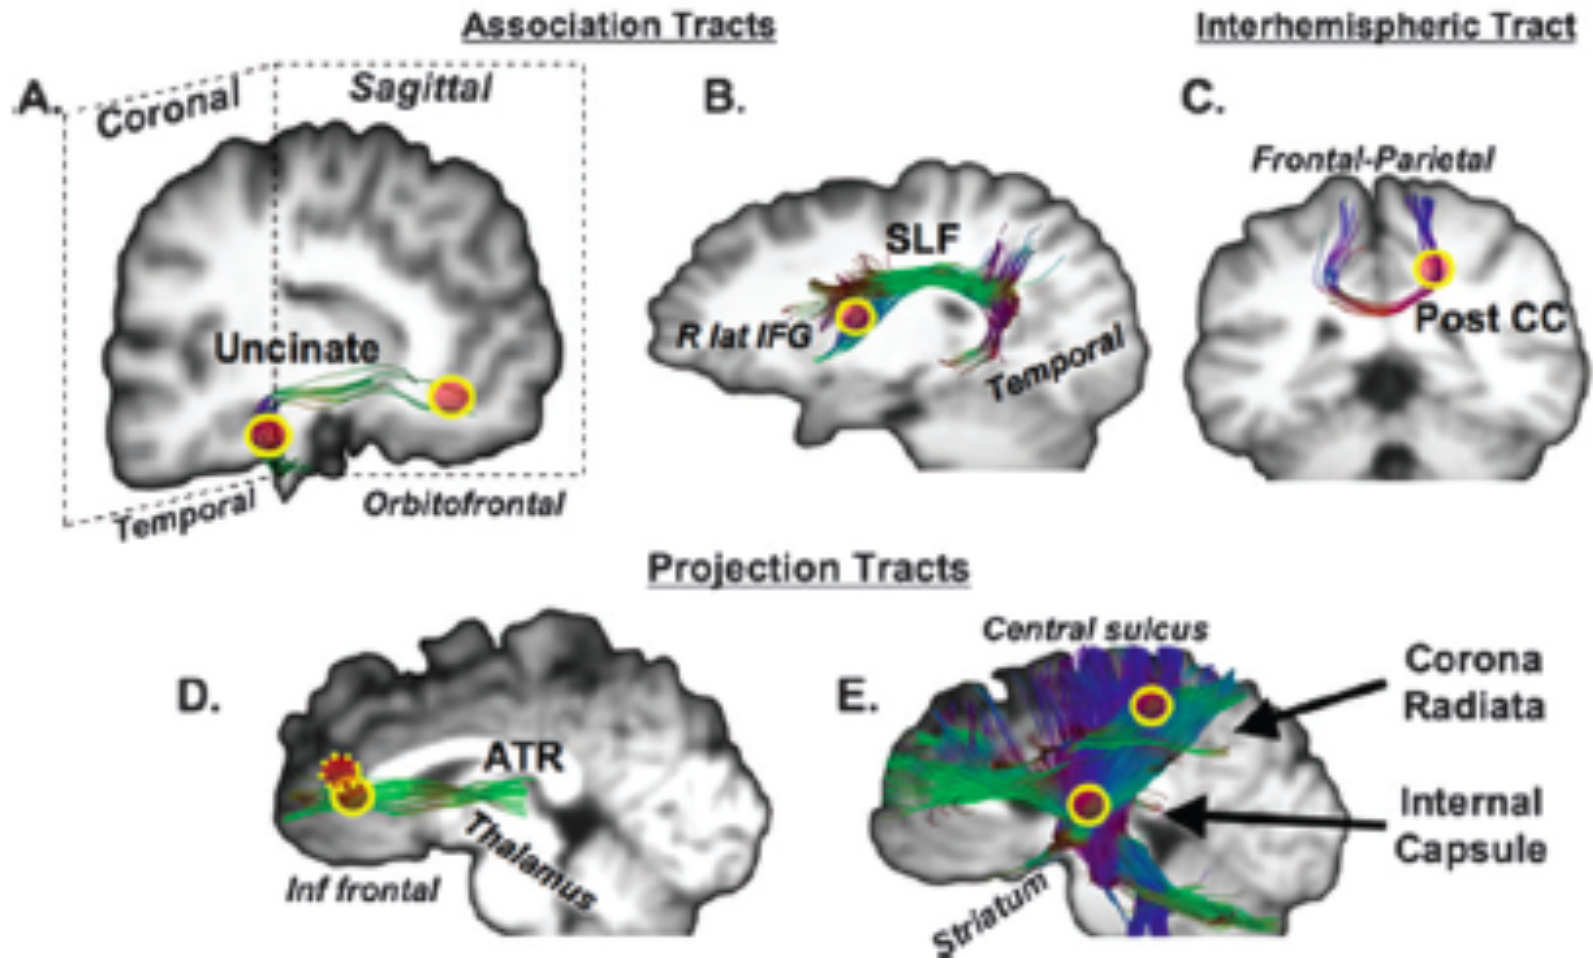 Association Tracts
Interhemispheric Tract
A.
Coronal
Sagittal
Uncinate
Temporal
Orbitofrontal
B.
SLF
R lat IFG
Temporal
C.
Frontal-Parietal
Post CC
Projection Tracts
D.
ATR
Thalamus
Inf frontal
E.
Central sulcus
Corona
Radiata
Internal
Capsule
Striatum